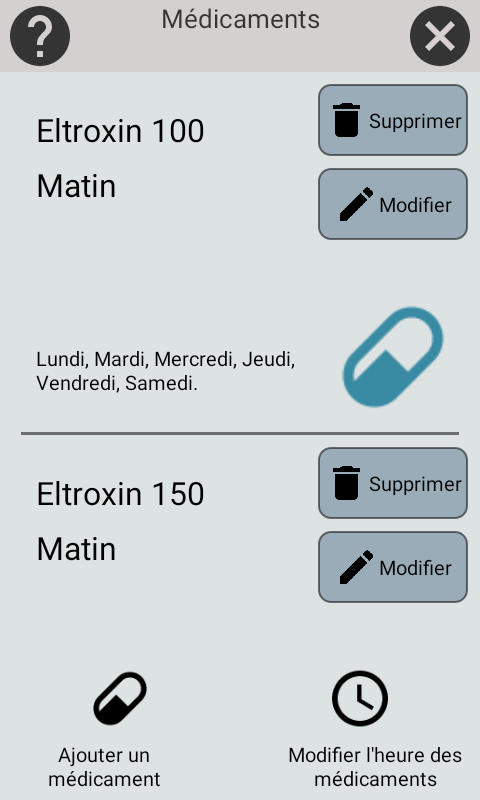 Médicaments
Eltroxin 100
Supprimer
Matin
Modifier
Lundi, Mardi, Mercredi, Jeudi,
Vendredi, Samedi.
Eltroxin 150
Supprimer
Matin
Modifier
Ajouter un
médicament
Modifier l'heure des
médicaments